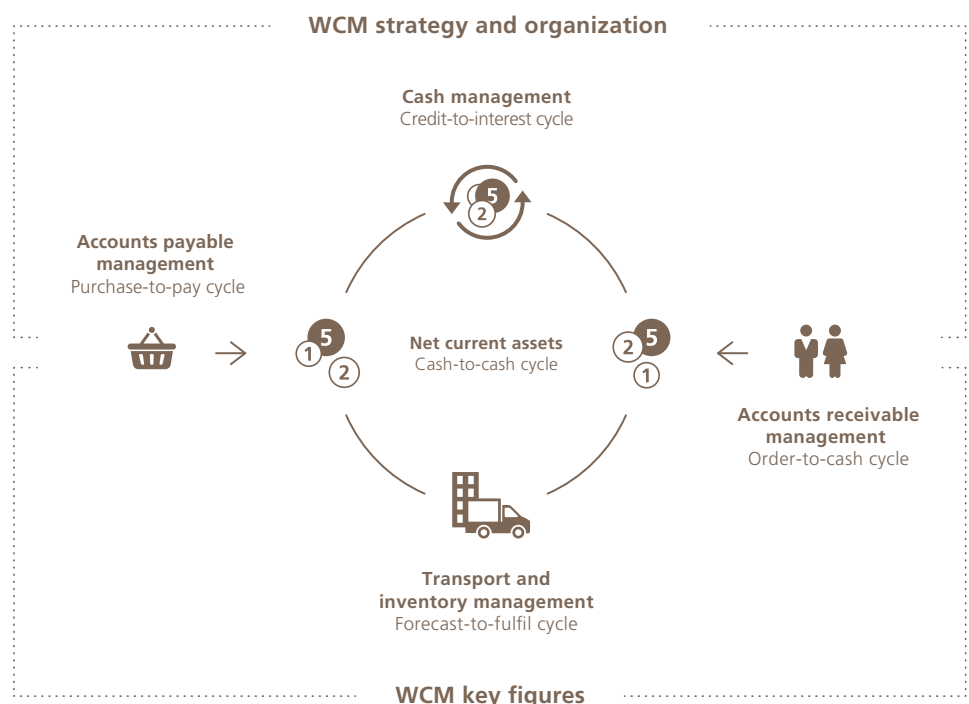 WCM strategy and organization
Cash management
Credit-to-interest cycle
5
2
Accounts payable
management
Purchase-to-pay cycle
5
1
2
Net current assets
Cash-to-cash cycle
5
2
1
Accounts receivable
management
Order-to-cash cycle
Transport and
inventory management
Forecast-to-fulfil cycle
WCM key figures